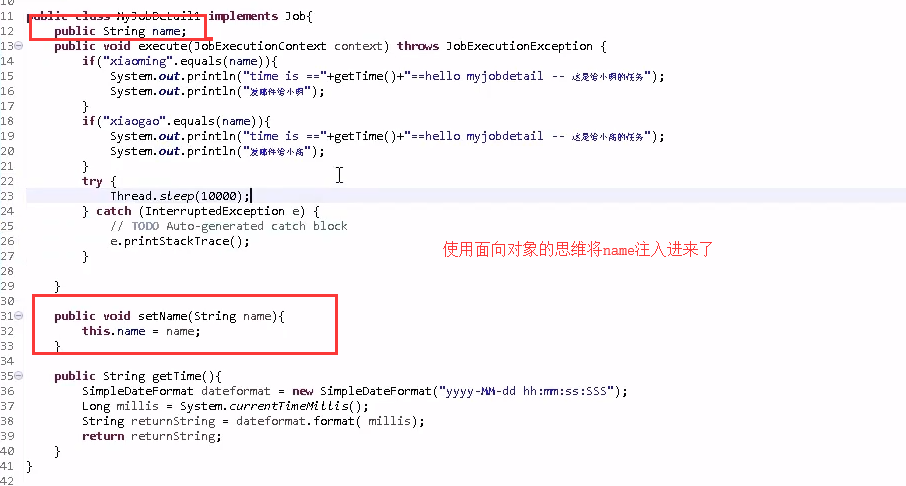 10
11 public class MyJobDetail1 implements Job{
12 public String name;
13 public void execute(JobExecutionContext context) throws JobExecutionException {
14 if("xiaoming".equals(name)){
15 System.out.println("time is =="+getTime()+"==hello myjobdetail -- 这是给小明的任务");
16 System.out.println("发邮件给小明");
17 }
18 if("xiaogao".equals(name)){
19 System.out.println("time is =="+getTime()+"==hello myjobdetail -- 这是给小高的任务");
20 System.out.println("发邮件给小高");
21 }
22 try {
23 Thread.sleep(10000);
24 } catch (InterruptedException e) {
25 // TODO Auto-generated catch block
26 e.printStackTrace();
使用面向对象的思维将name注入进来了
27 }
28
29 }
30
31 public void setName(String name){
32 this.name = name;
33 }
34
35 public String getTime(){
36 SimpleDateFormat dateformat = new SimpleDateFormat("yyyy-MM-dd hh:mm:ss:SSS");
37 Long millis = System.currentTimeMillis();
38 String returnString = dateformat.format( millis);
39 return returnString;
40 }
41 }
42